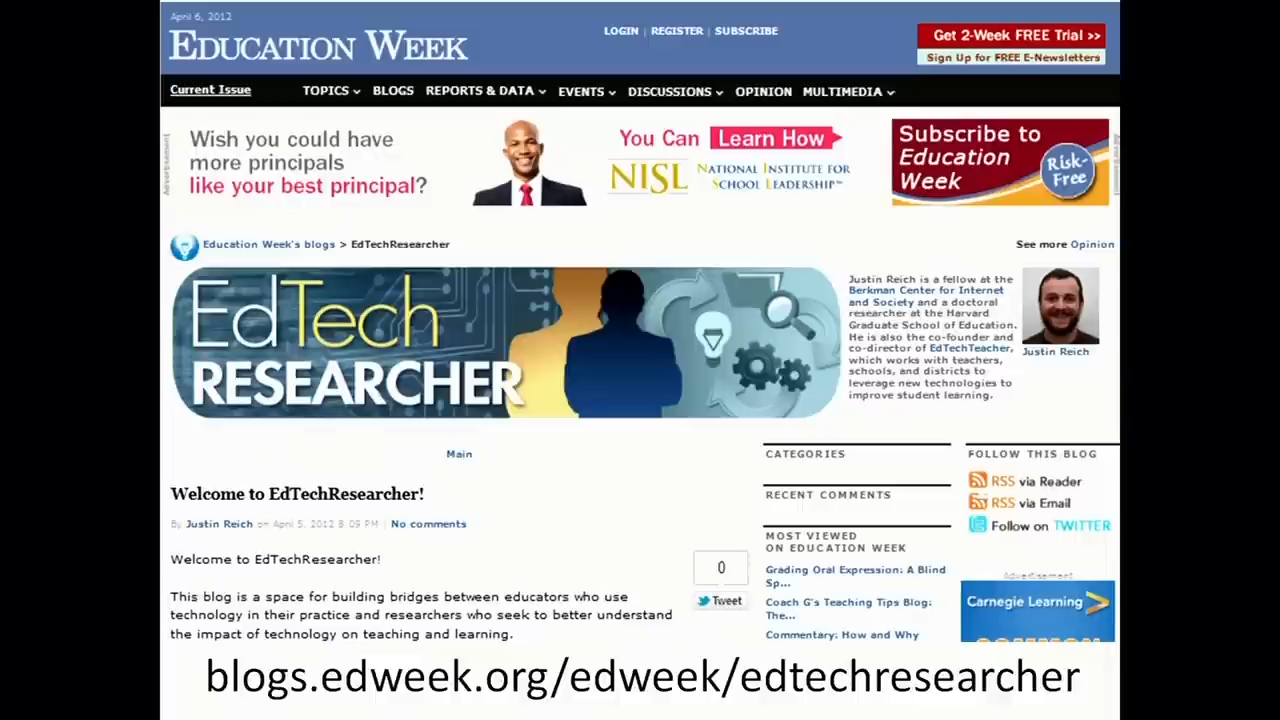 April 6, 2012
EDUCATION WEEK
LOGIN | REGISTER | SUBSCRIBE
Get 2-Week FREE Trial >>
Sign Up for FREE E-Newsletters
Current Issue
TOPICS BLOGS REPORTS & DATA EVENTS DISCUSSIONS OPINION MULTIMEDIA
Advertisement
Wish you could have
more principals
like your best principal?
You Can Learn How
NISL NATIONAL INSTITUTE FOR
SCHOOL LEADERSHIP™
Subscribe to
Education
Week
Risk-
Free
Education Week's blogs > EdTechResearcher
See more Opinion
EdTech
RESEARCHER
Justin Reich is a fellow at the
Berkman Center for Internet
and Society and a doctoral
researcher at the Harvard
Graduate School of Education.
He is also the co-founder and
co-director of EdTechTeacher,
which works with teachers,
schools, and districts to
leverage new technologies to
improve student learning.
Justin Reich
Main
Welcome to EdTechResearcher!
By Justin Reich on April 5, 2012 8:09 PM | No comments
Welcome to EdTechResearcher!
0
Tweet
This blog is a space for building bridges between educators who use
technology in their practice and researchers who seek to better understand
the impact of technology on teaching and learning.
CATEGORIES
RECENT COMMENTS
MOST VIEWED
ON EDUCATION WEEK
Grading Oral Expression: A Blind
Sp...
Coach G's Teaching Tips Blog:
The...
Commentary: How and Why
FOLLOW THIS BLOG
RSS via Reader
RSS via Email
Follow on TWITTER
Advertisement
Carnegie Learning
blogs.edweek.org/edweek/edtechresearcher